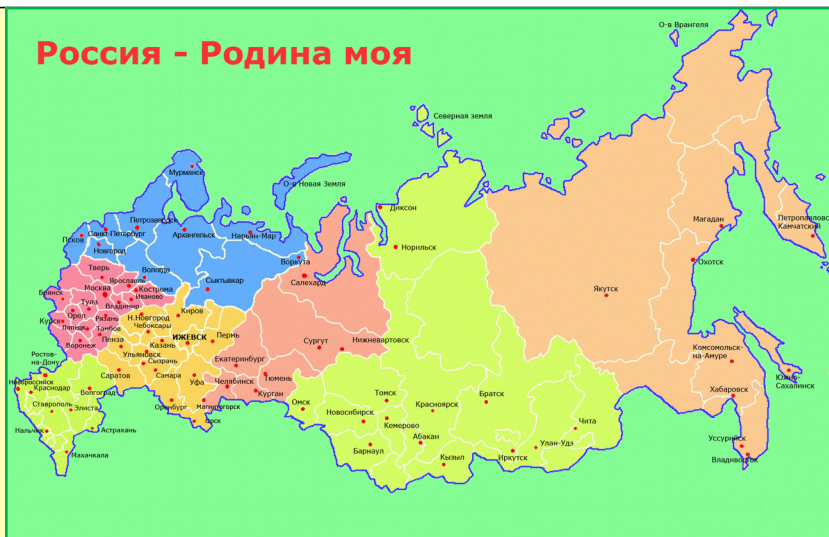 Россия - Родина моя
О-в Врангеля
Северная земля
Мурманск
О-в Новая Земля
Диксон
Петрозаводск
Санкт-Петербург
Архангельск
Нарьян-Мар
Псков
Новгород
Норильск
Магадан
Петропавловск
Камчатский
Воркута
Охотск
Тверь
Вологда
Сыктывкар
Салехард
Ярославль
Москва
Кострома
Брянск
Иваново
Якутск
Тула
Владимир
Орел
Рязань
Н.Новгород
Киров
Курск
Липецк
Тамбов
Чебоксары
Воронеж
Пенза
Казань
ИЖЕВСК
Пермь
Сургут
Нижневартовск
Комсомольск-
на-Амуре
Ростов-
на-Дону
Ульяновск
Сызрань
Екатеринбург
Саратов
Самара
Уфа
Челябинск
Тюмень
Южно-
Сахалинск
Новороссийск
Краснодар
Волгоград
Курган
Томск
Братск
Хабаровск
Ставрополь
Элиста
Оренбург
Магнитогорск
Омск
Новосибирск
Красноярск
Орск
Кемерово
Чита
Нальчик
Астрахань
Абакан
Улан-Удэ
Уссурийск
Барнаул
Кызыл
Иркутск
Владивосток
Махачкала